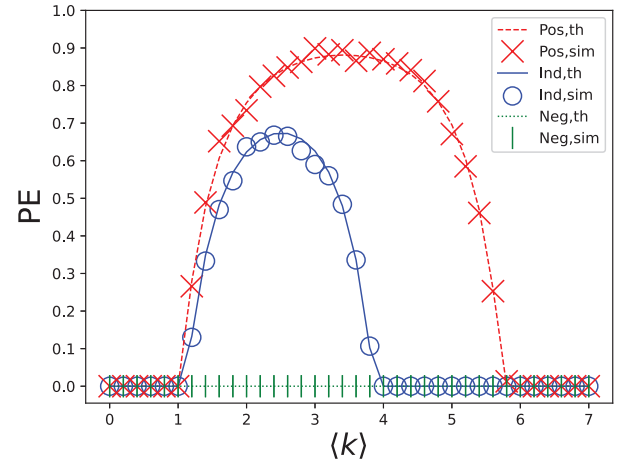 1.0
0.9
0.8
0.7
0.6
0.5
0.4
0.3
0.2
0.1
0.0
PE
0 1 2 3 4 5 6 7
⟨k⟩
Pos,th
Pos,sim
Ind,th
Ind,sim
Neg,th
Neg,sim